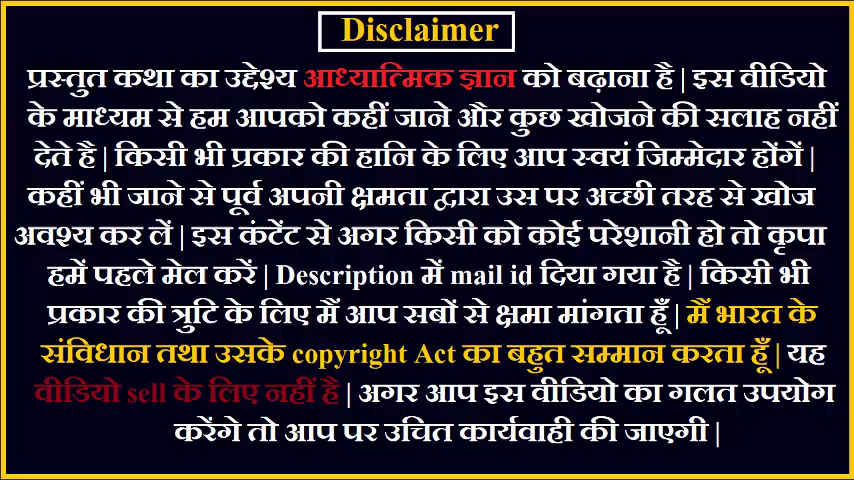 Disclaimer
प्रस्तुत कथा का उद्देश्य आध्यात्मिक ज्ञान को बढ़ाना है | इस वीडियो
के माध्यम से हम आपको कहीं जाने और कुछ खोजने की सलाह नहीं
देते है | किसी भी प्रकार की हानि के लिए आप स्वयं जिम्मेदार होंगें |
कहीं भी जाने से पूर्व अपनी क्षमता द्वारा उस पर अच्छी तरह से खोज
अवश्य कर लें | इस कंटेंट से अगर किसी को कोई परेशानी हो तो कृपा
हमें पहले मेल करें | Description में mail id दिया गया है | किसी भी
प्रकार की त्रुटि के लिए मैं आप सबों से क्षमा मांगता हूँ | मैं भारत के
संविधान तथा उसके copyright Act का बहुत सम्मान करता हूँ | यह
वीडियो sell के लिए नहीं है | अगर आप इस वीडियो का गलत उपयोग
करेंगे तो आप पर उचित कार्यवाही की जाएगी |